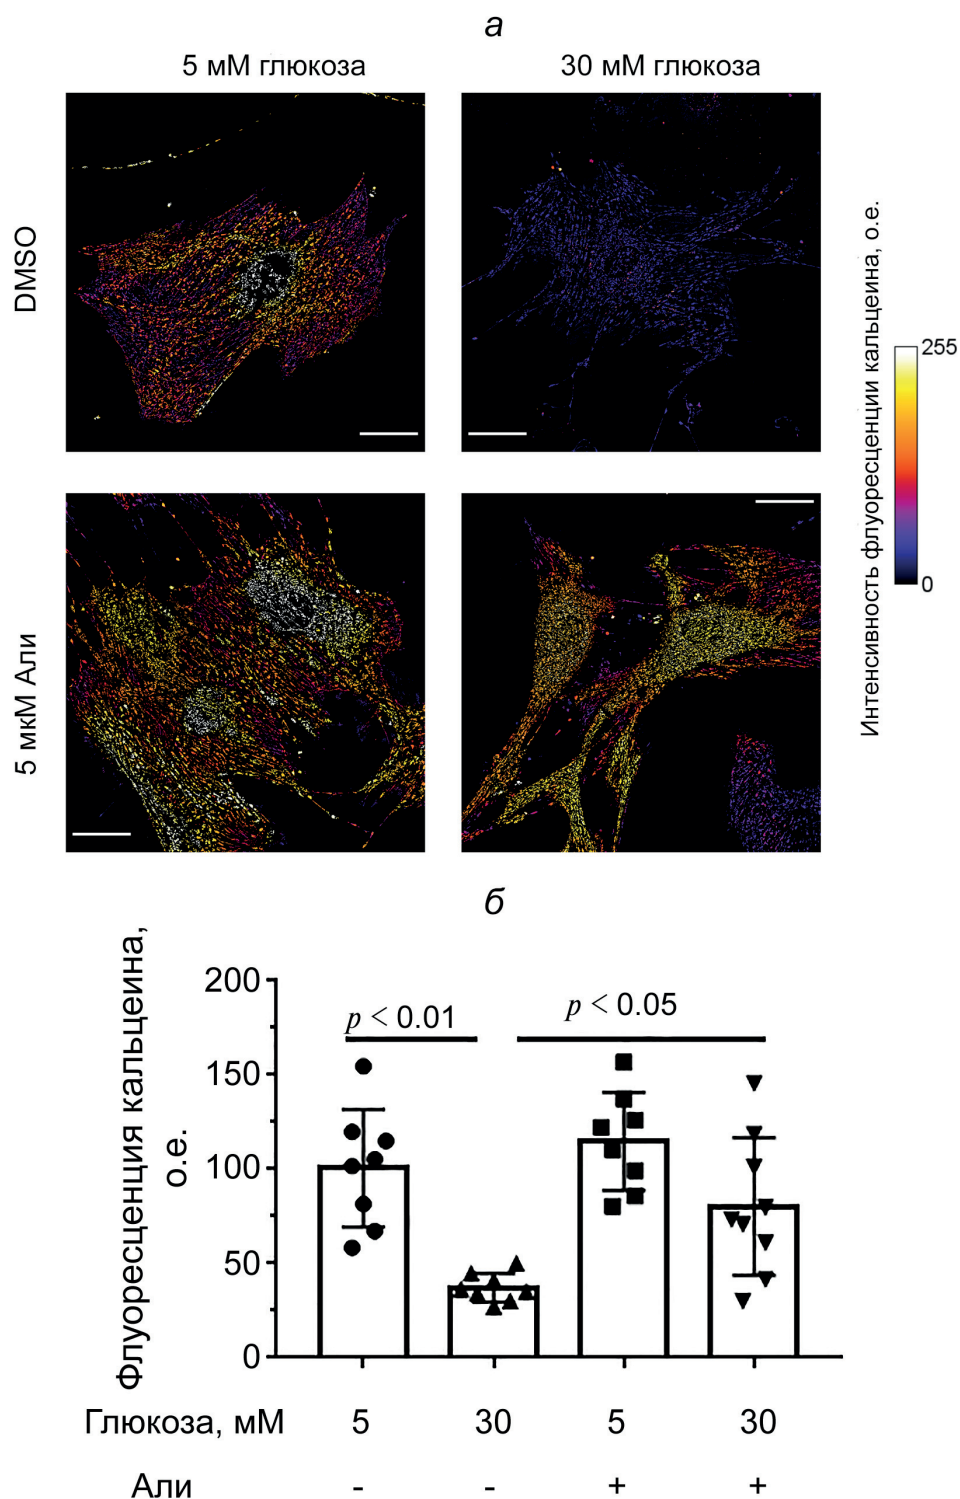 а
5 мМ глюкоза
30 мМ глюкоза
DMSO
5 мкМ Али
Интенсивность флуоресценции кальцеина, о.е.
255
0
б
Флуоресценция кальцеина,
о.е.
200
150
100
50
0
p < 0.01
p < 0.05
Глюкоза, мМ 5 30 5 30
Али - - + +